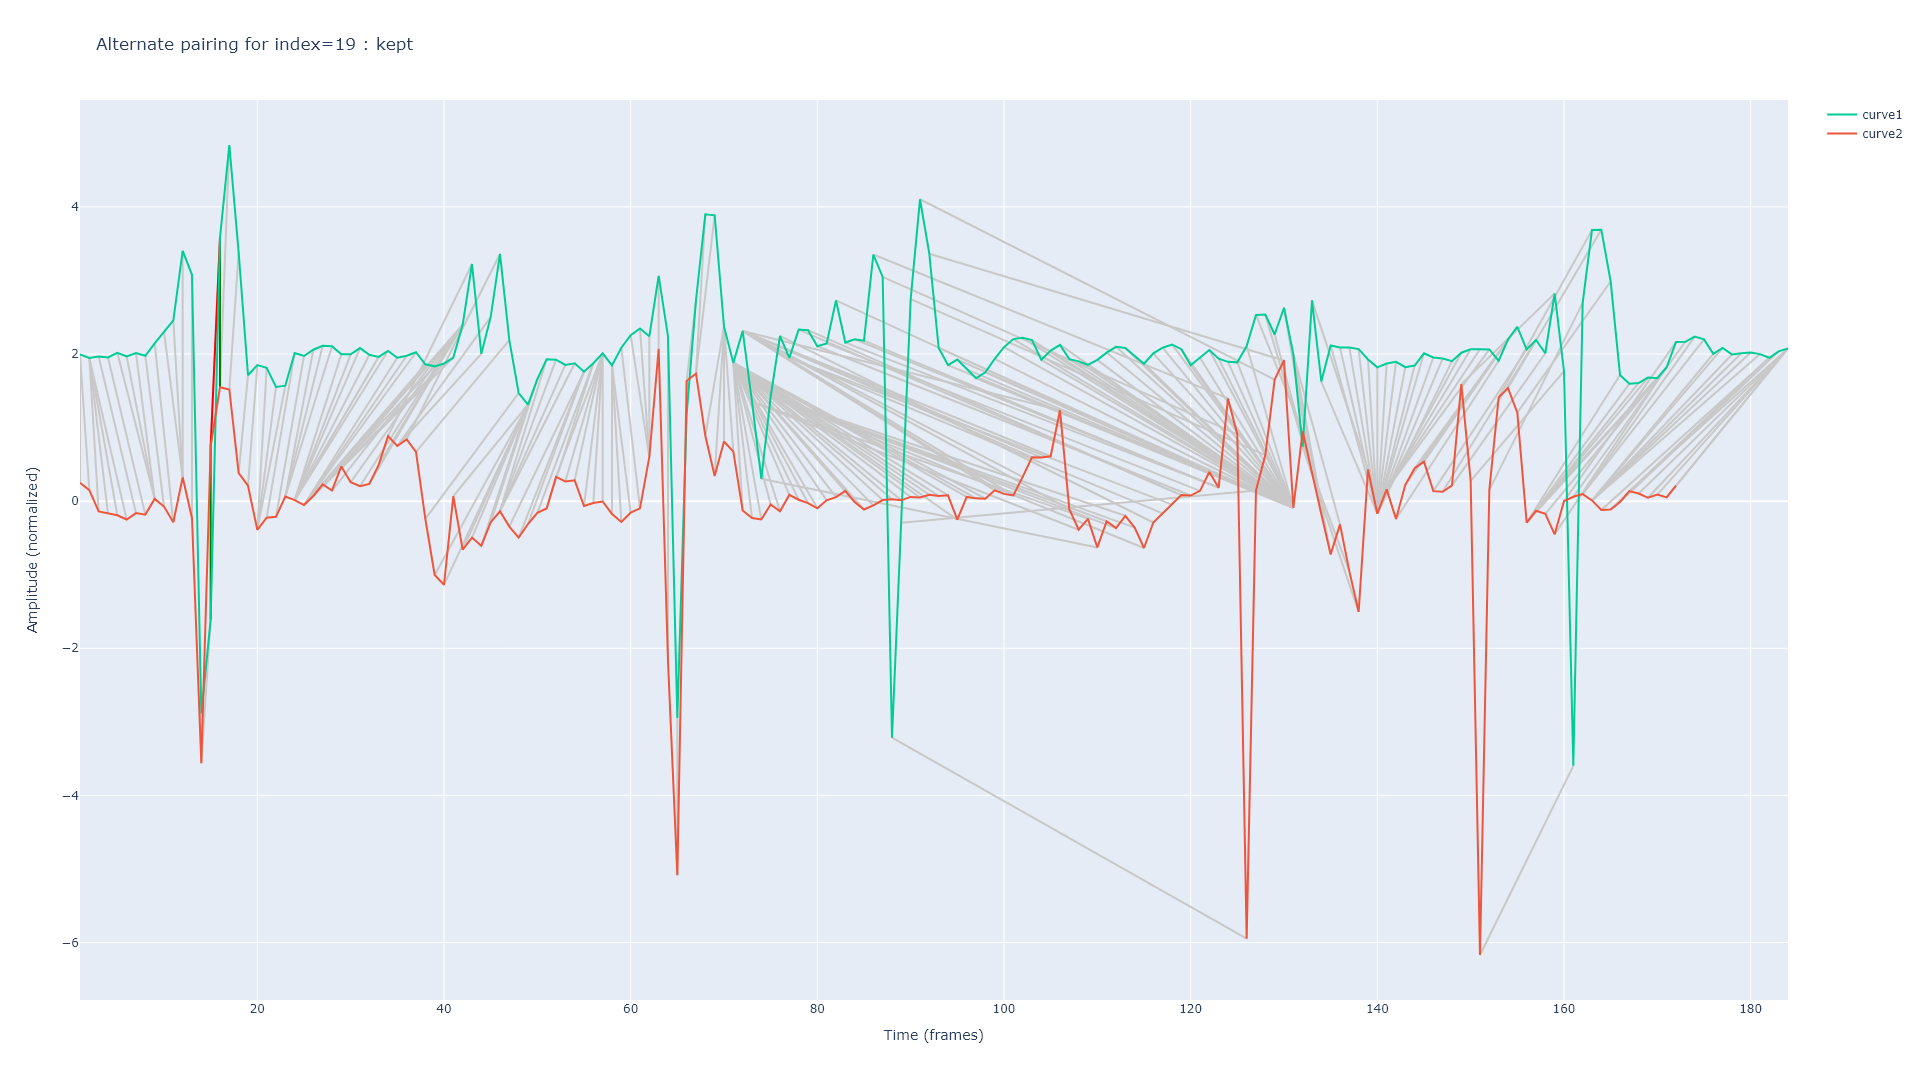 Alternate pairing for index=19 : kept
curve1
curve2
4
2
0
−2
−4
−6
Amplitude (normalized)
20 40 60 80 100 120 140 160 180
Time (frames)